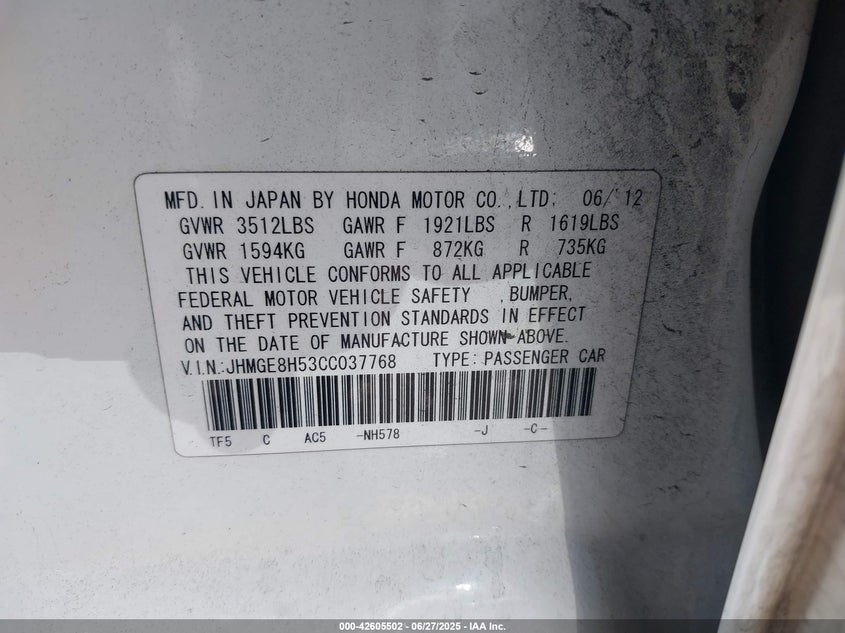 MFD. IN JAPAN BY HONDA MOTOR CO., LTD: 06/'12
GVWR 3512LBS GAWR F 1921LBS R 1619LBS
GVWR 1594KG GAWR F 872KG R 735KG
THIS VEHICLE CONFORMS TO ALL APPLICABLE
FEDERAL MOTOR VEHICLE SAFETY , BUMPER,
AND THEFT PREVENTION STANDARDS IN EFFECT
ON THE DATE OF MANUFACTURE SHOWN ABOVE.
V.I.N.:JHMGE8H53CC037768 TYPE: PASSENGER CAR
TF5 C AC5 -NH578 -J -C-
000-42605502 - 06/27/2025 - IAA Inc.